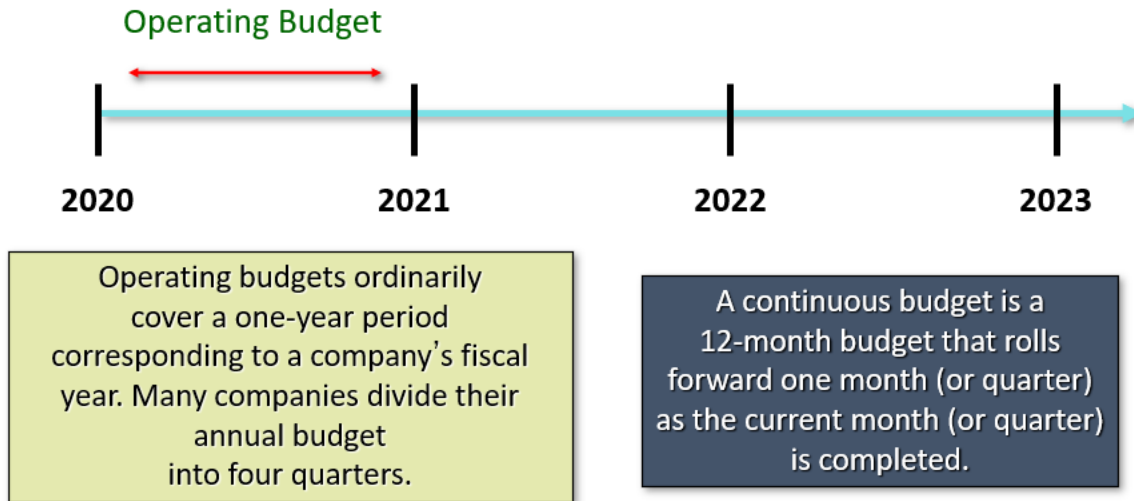 Operating Budget
2020
2021
2022
2023
Operating budgets ordinarily
cover a one-year period
corresponding to a company's fiscal
year. Many companies divide their
annual budget
into four quarters.
A continuous budget is a
12-month budget that rolls
forward one month (or quarter)
as the current month (or quarter)
is completed.